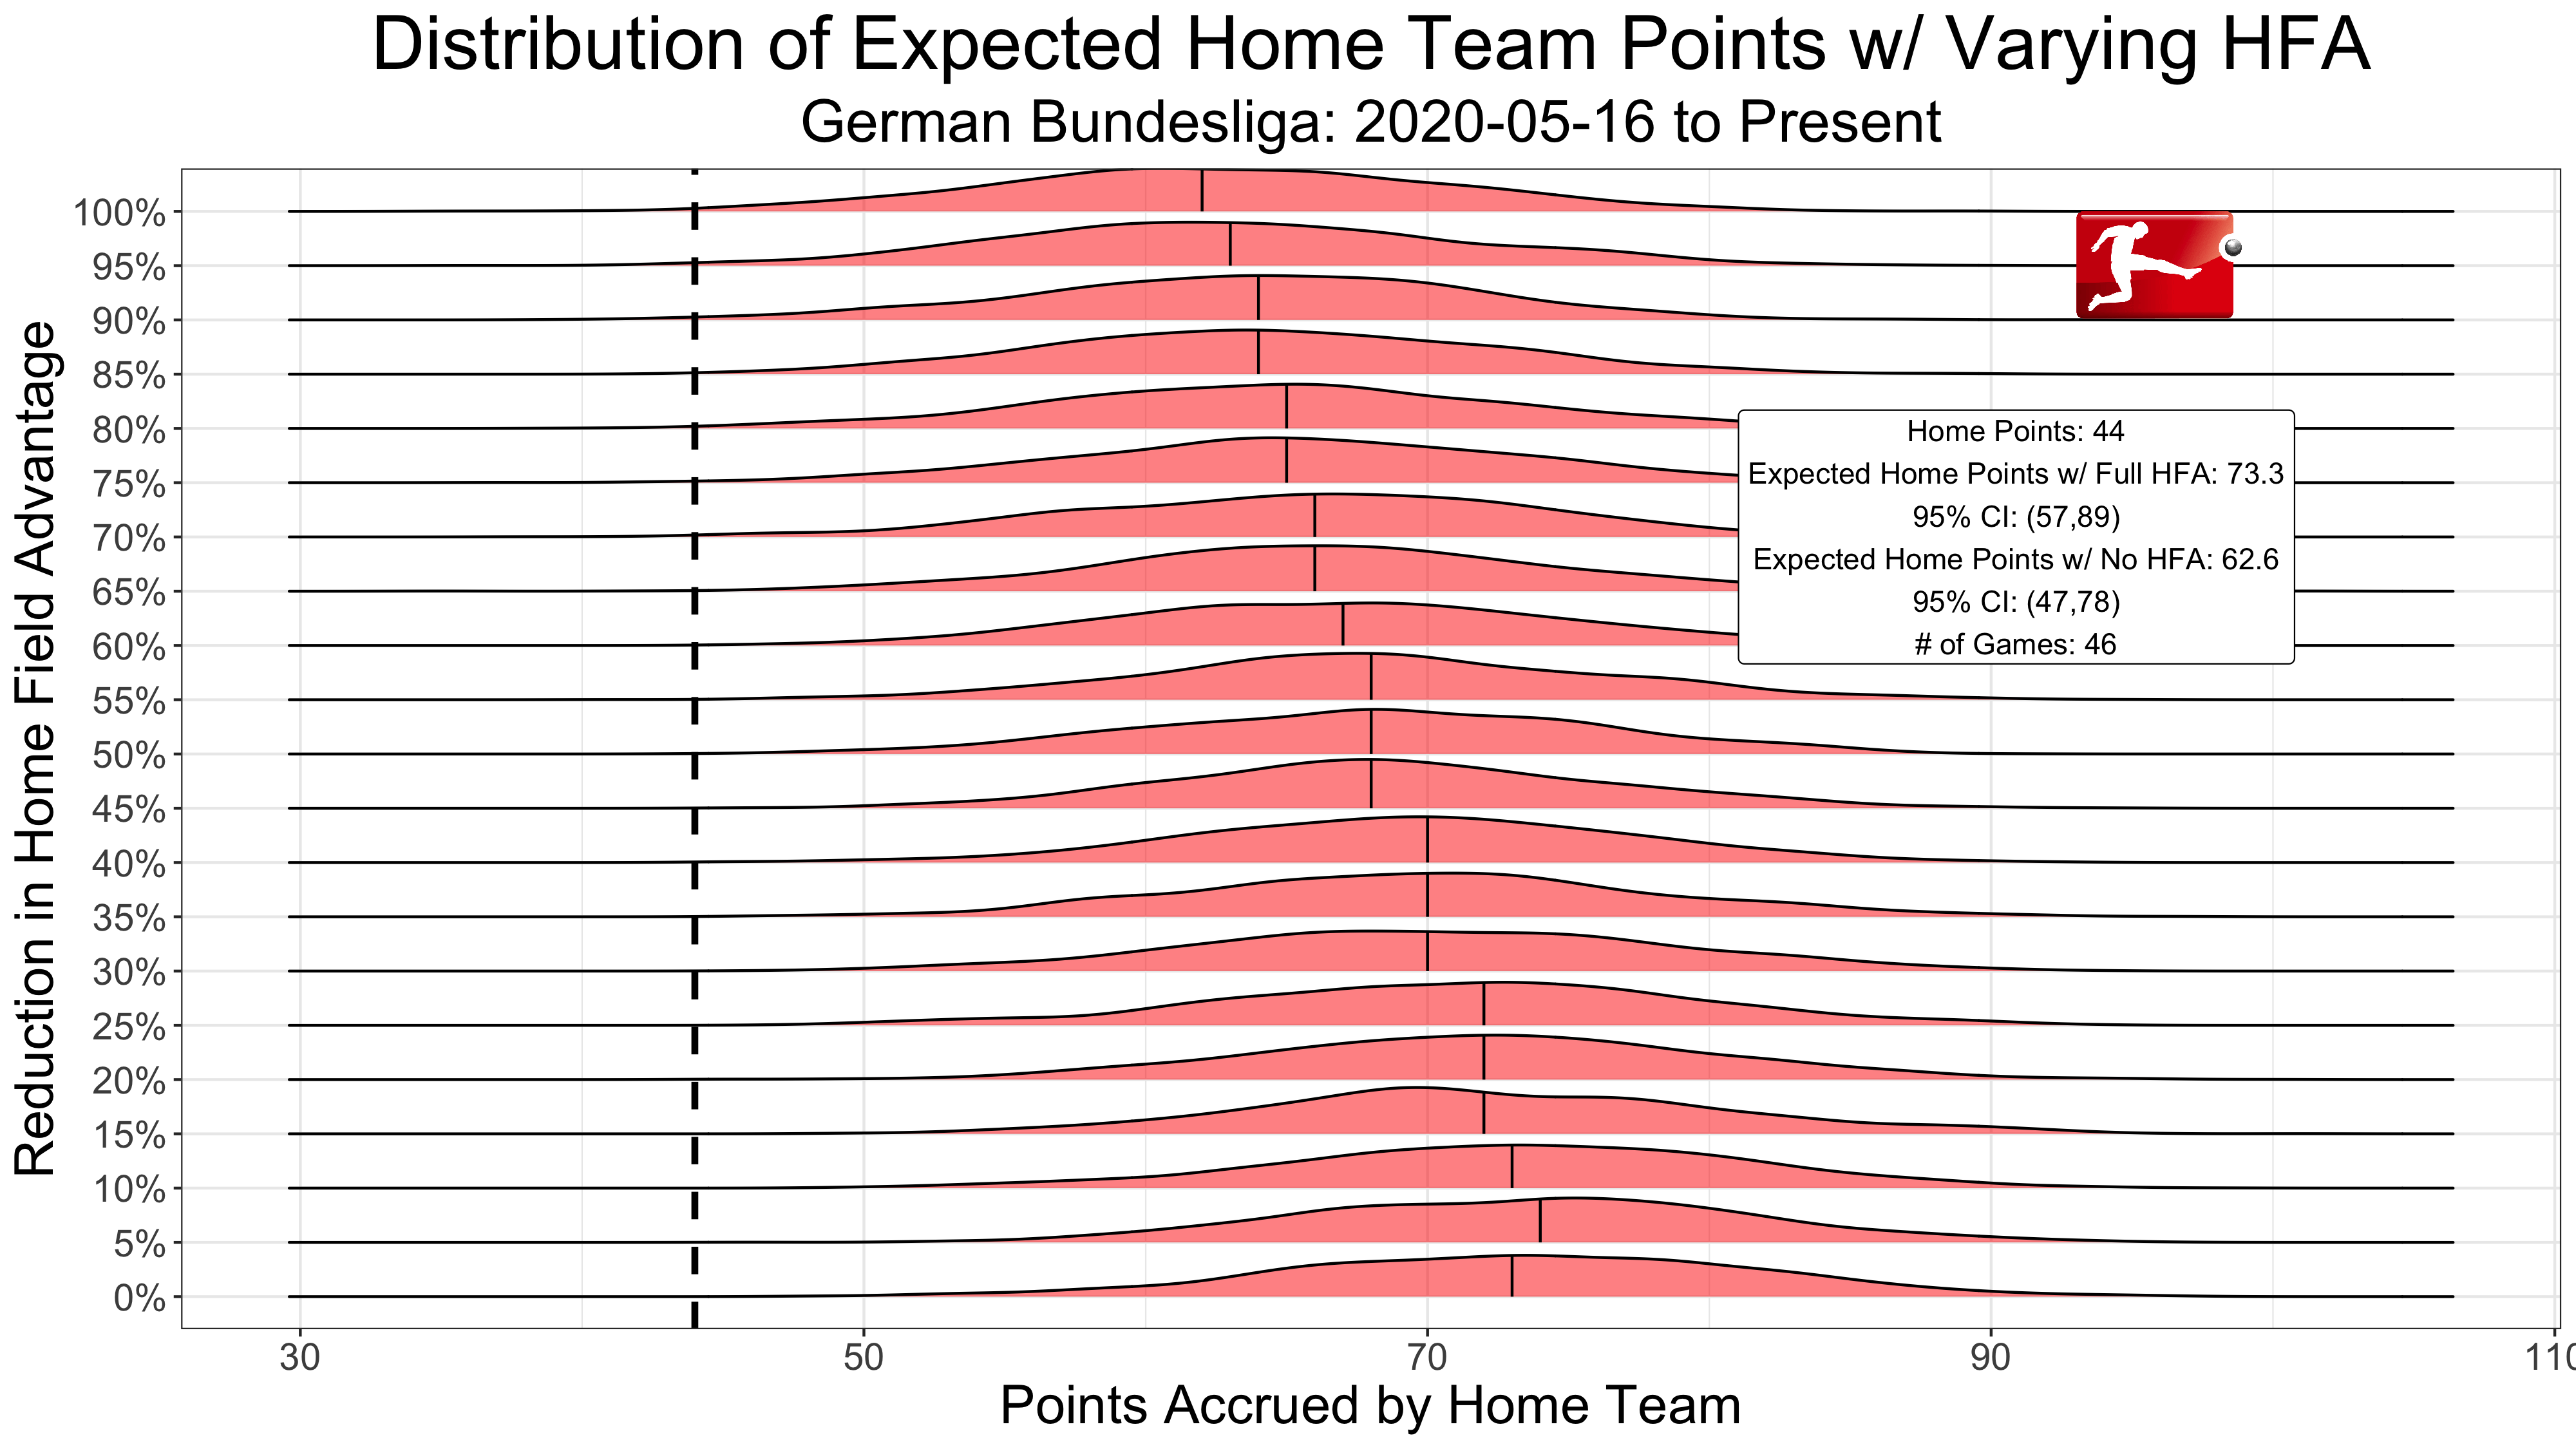 Distribution of Expected Home Team Points w/ Varying HFA
German Bundesliga: 2020-05-16 to Present
Reduction in Home Field Advantage
100%
95%
90%
85%
80%
75%
70%
65%
60%
55%
50%
45%
40%
35%
30%
25%
20%
15%
10%
5%
0%
Home Points: 44
Expected Home Points w/ Full HFA: 73.3
95% CI: (57,89)
Expected Home Points w/ No HFA: 62.6
95% CI: (47,78)
# of Games: 46
30 50 70 90 110
Points Accrued by Home Team